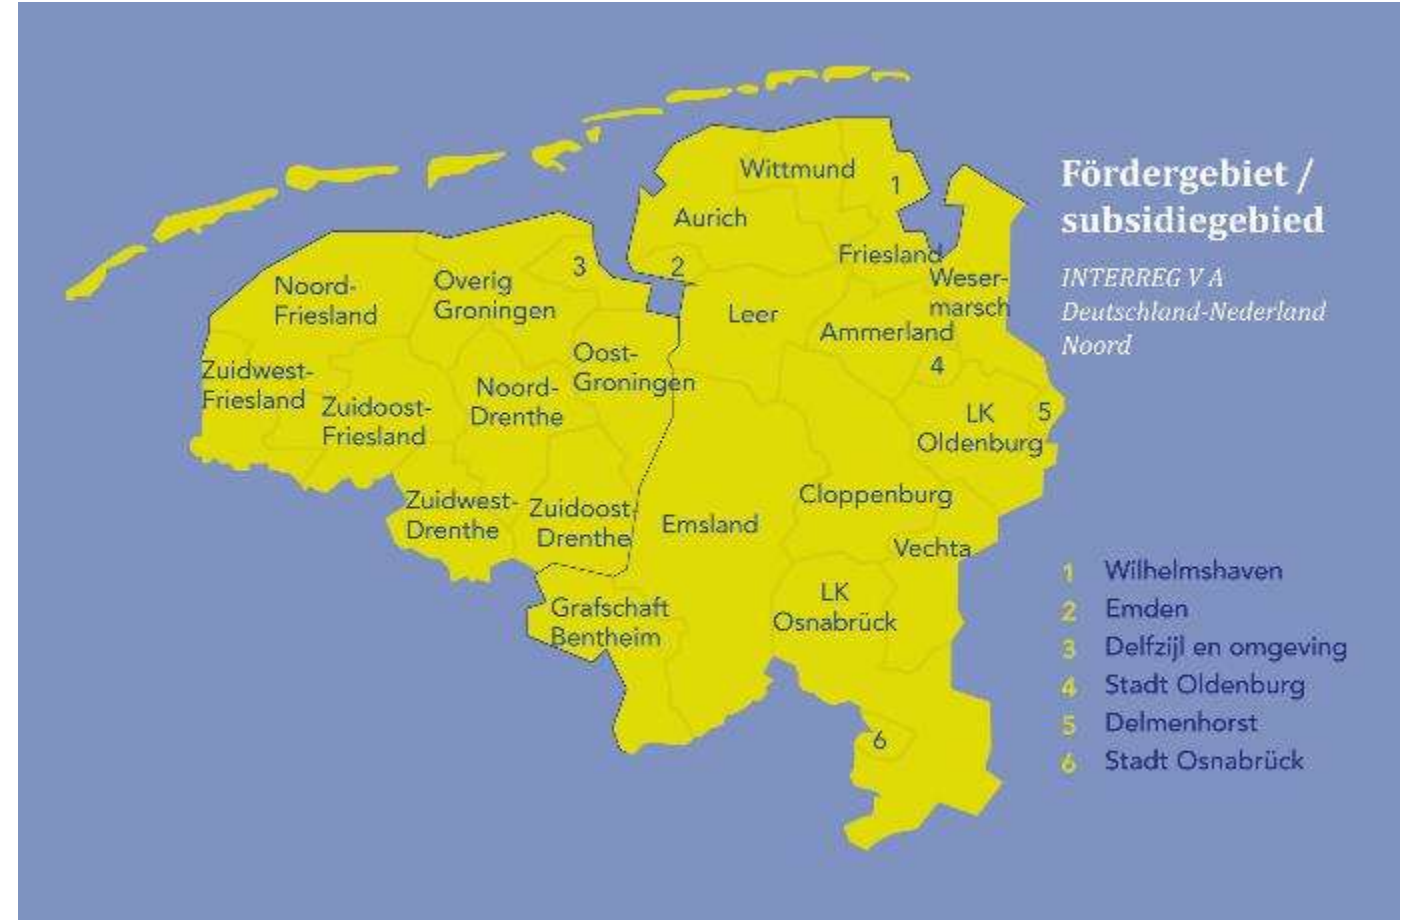 Wittmund
1
Aurich
Friesland
3
2
Noord-
Friesland
Overig
Groningen
Weser-
marsch
Leer
Ammerland
Oost-
Groningen
Zuidwest-
Friesland
Noord-
Drenthe
Zuidoost-
Friesland
4
LK
Oldenburg
5
Zuidwest-
Drenthe
Zuidoost-
Drenthe
Emsland
Cloppenburg
Vechta
Grafschaft
Bentheim
LK
Osnabrück
6
Fördergebiet /
subsidiegebied
INTERREG V A
Deutschland-Nederland
Noord
1 Wilhelmshaven
2 Emden
3 Delfzijl en omgeving
4 Stadt Oldenburg
5 Delmenhorst
6 Stadt Osnabrück